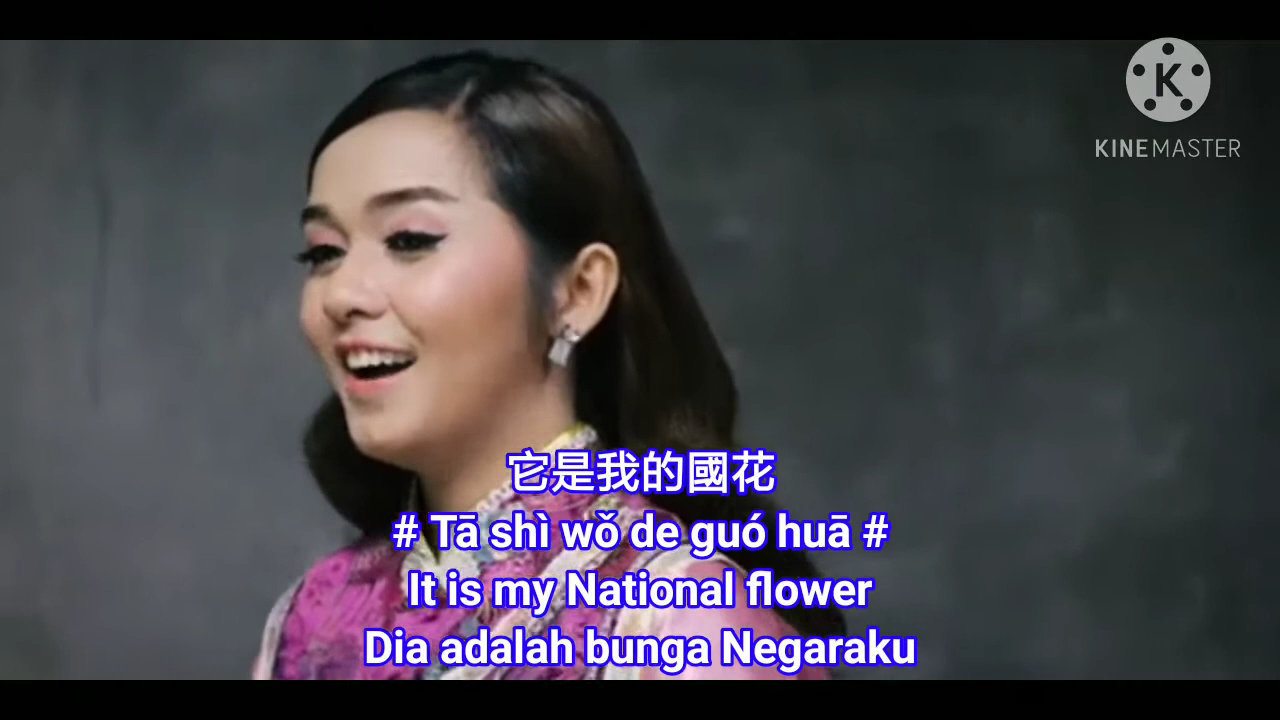 K
KINEMASTER
它是我的國花
# Tā shì wǒ de guó huā #
It is my National flower
Dia adalah bunga Negaraku